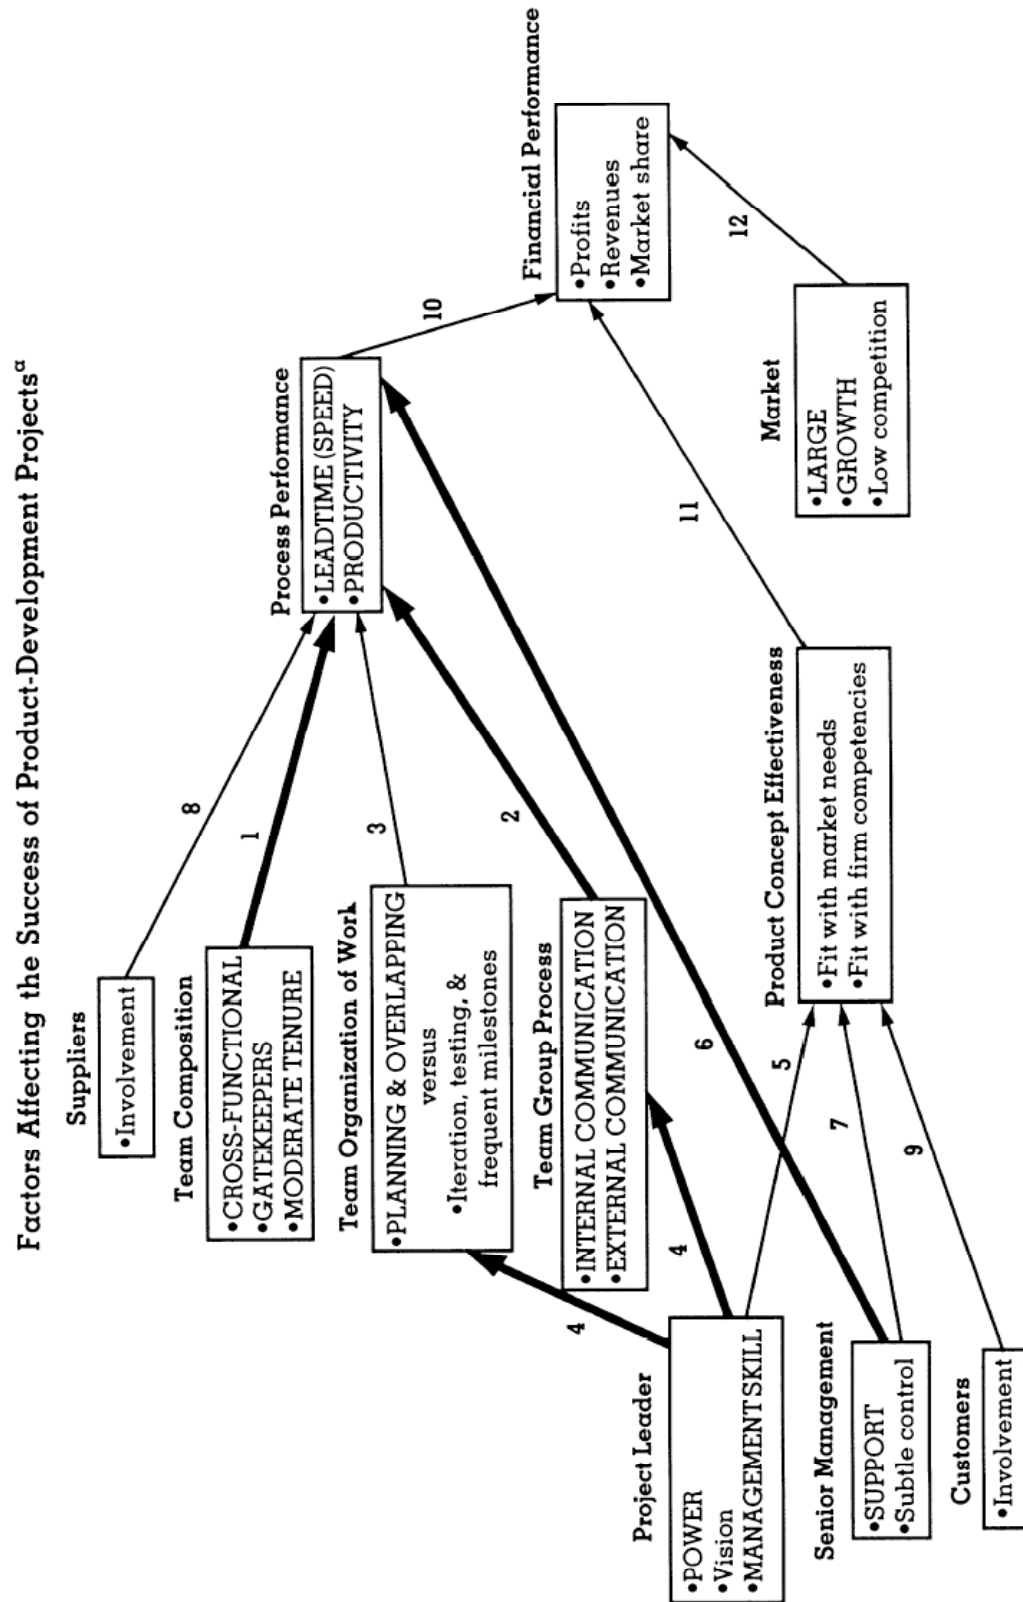 Factors Affecting the Success of Product-Development Projectsα
Suppliers
•Involvement
Team Composition
•CROSS-FUNCTIONAL
•GATEKEEPERS
•MODERATE TENURE
Team Organization of Work
•PLANNING & OVERLAPPING
versus
•Iteration, testing, &
frequent milestones
Team Group Process
•INTERNAL COMMUNICATION
•EXTERNAL COMMUNICATION
Project Leader
•POWER
•Vision
•MANAGEMENT SKILL
Senior Management
•SUPPORT
•Subtle control
Customers
•Involvement
Process Performance
•LEADTIME (SPEED)
•PRODUCTIVITY
Product Concept Effectiveness
•Fit with market needs
•Fit with firm competencies
Market
•LARGE
•GROWTH
•Low competition
Financial Performance
•Profits
•Revenues
•Market share
8
1
3
2
4
4
6
5
7
9
10
11
12